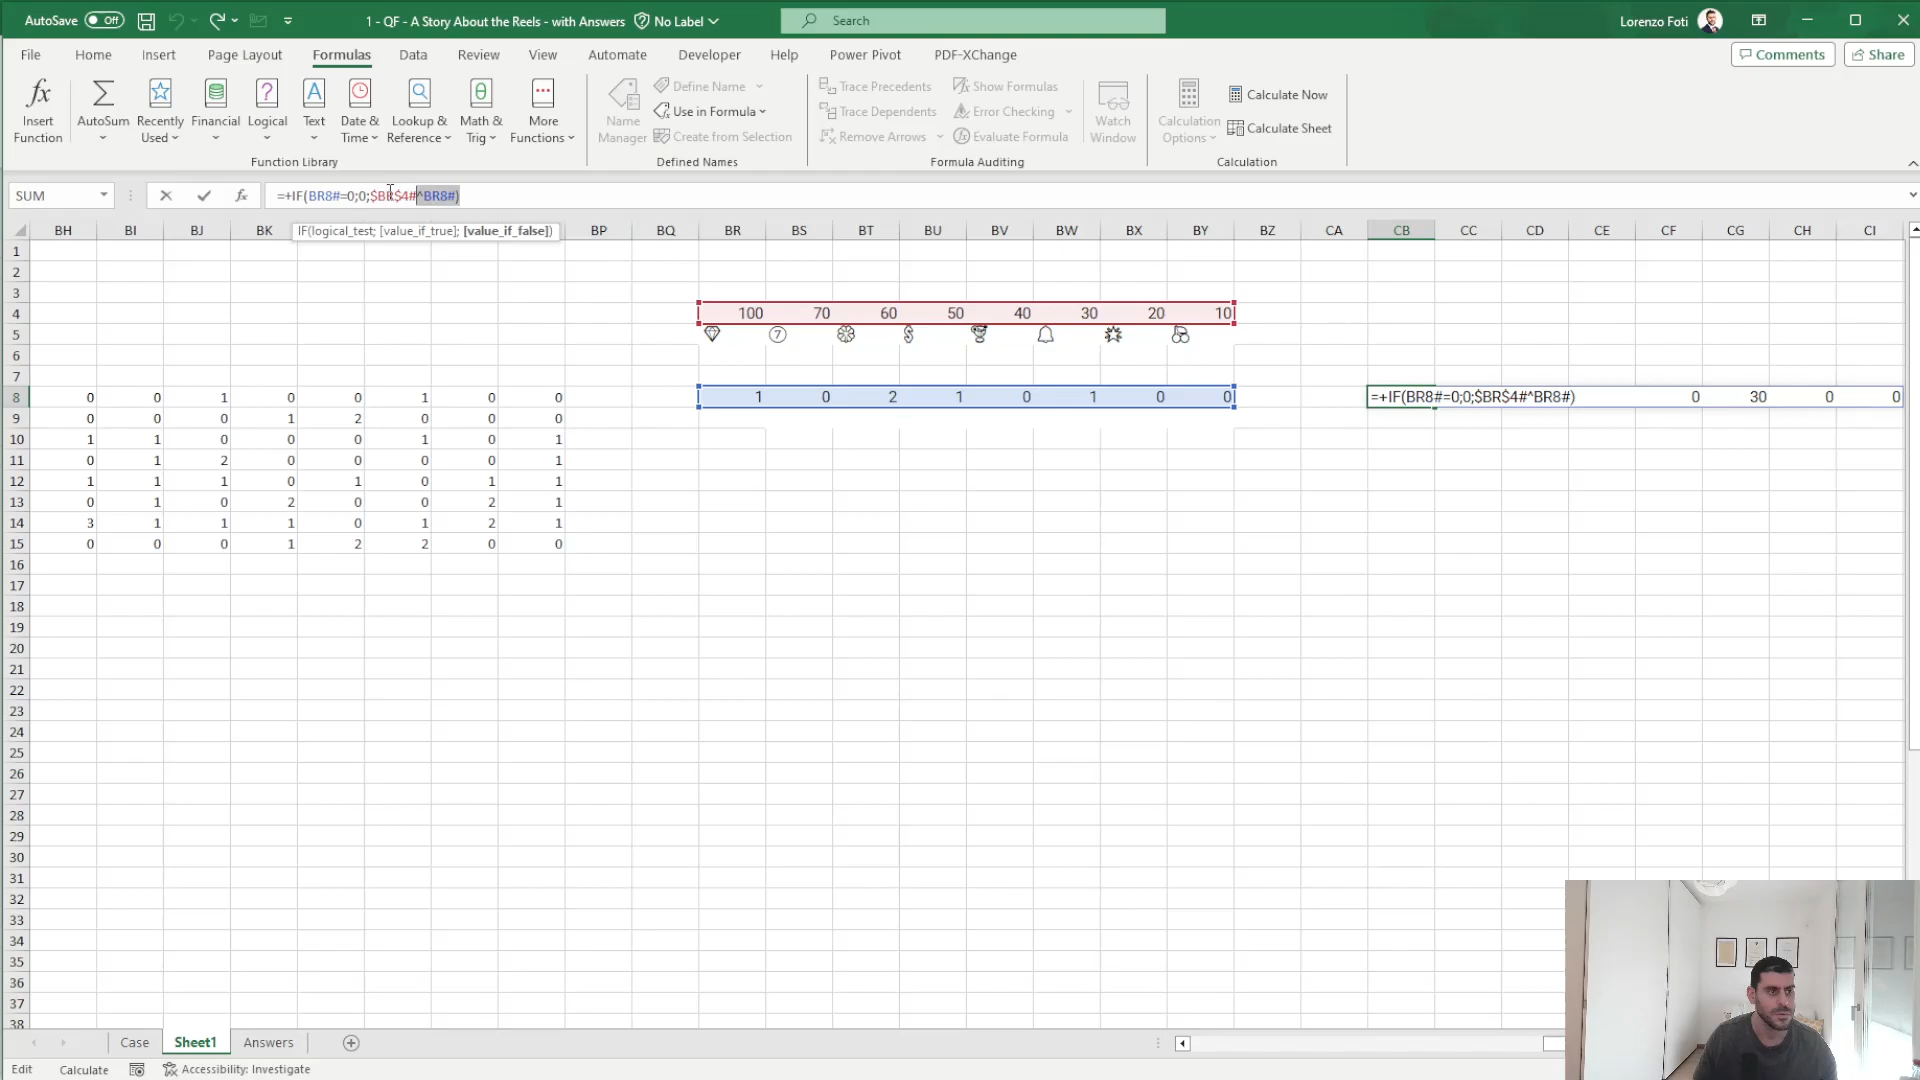 AutoSave Off 1 - QF - A Story About the Reels - with Answers No Label Search Lorenzo Foti
File Home Insert Page Layout Formulas Data Review View Automate Developer Help Power Pivot PDF-XChange Comments Share
Insert Function AutoSum Recently Used Financial Logical Text Date & Time Lookup & Reference Math & Trig More Functions
Function Library
Name Manager Define Name Use in Formula Create from Selection
Defined Names
Trace Precedents Trace Dependents Remove Arrows Show Formulas Error Checking Evaluate Formula Watch Window
Formula Auditing
Calculation Options Calculate Now Calculate Sheet
Calculation
SUM fx =+IF(BR8#=0;0;$BR$4#^BR8#)
IF(logical_test; [value_if_true]; [value_if_false])
BH BI BJ BK BP BQ BR BS BT BU BV BW BX BY BZ CA CB CC CD CE CF CG CH CI
1
2
3
4 100 70 60 50 40 30 20 10
5 7
6
7
8 0 0 1 0 0 1 0 0 1 0 2 1 0 1 0 0 =+IF(BR8#=0;0;$BR$4#^BR8#) 0 30 0 0
9 0 0 0 1 2 0 0 0
10 1 1 0 0 0 1 0 1
11 0 1 2 0 0 0 0 1
12 1 1 1 0 1 0 1 1
13 0 1 0 2 0 0 2 1
14 3 1 1 1 0 1 2 1
15 0 0 0 1 2 2 0 0
16
17
18
19
20
21
22
23
24
25
26
27
28
29
30
31
32
33
34
35
36
37
38
Case Sheet1 Answers
Edit Calculate Accessibility: Investigate